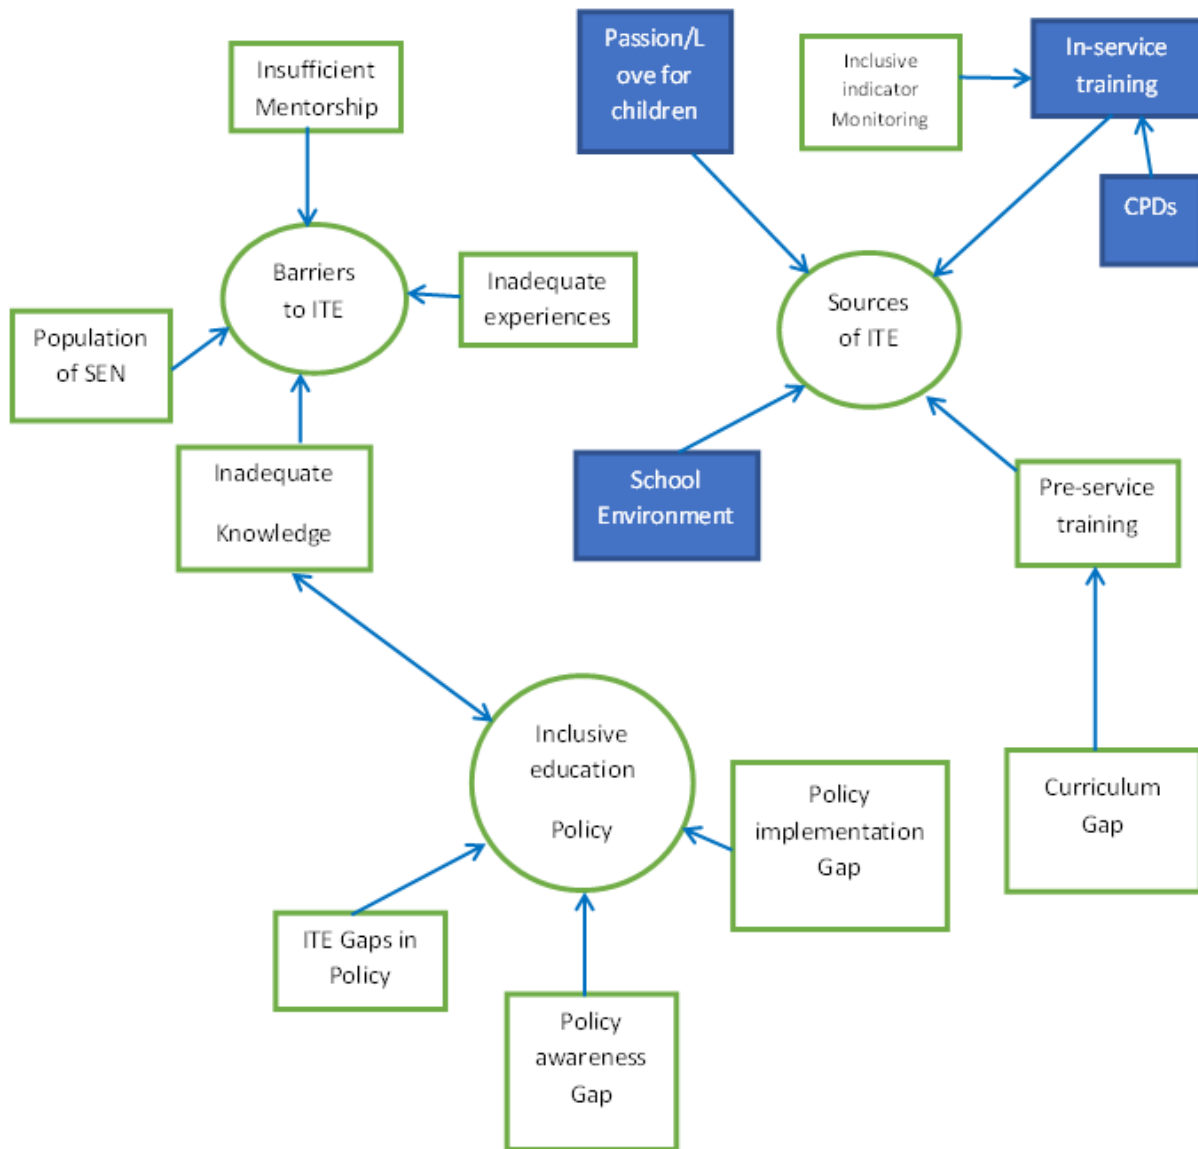 Insufficient
Mentorship
Passion/L
ove for
children
Inclusive
indicator
Monitoring
In-service
training
CPDs
Barriers
to ITE
Inadequate
experiences
Population
of SEN
Sources
of ITE
Inadequate
Knowledge
School
Environment
Pre-service
training
Inclusive
education
Policy
Policy
implementation
Gap
Curriculum
Gap
ITE Gaps in
Policy
Policy
awareness
Gap